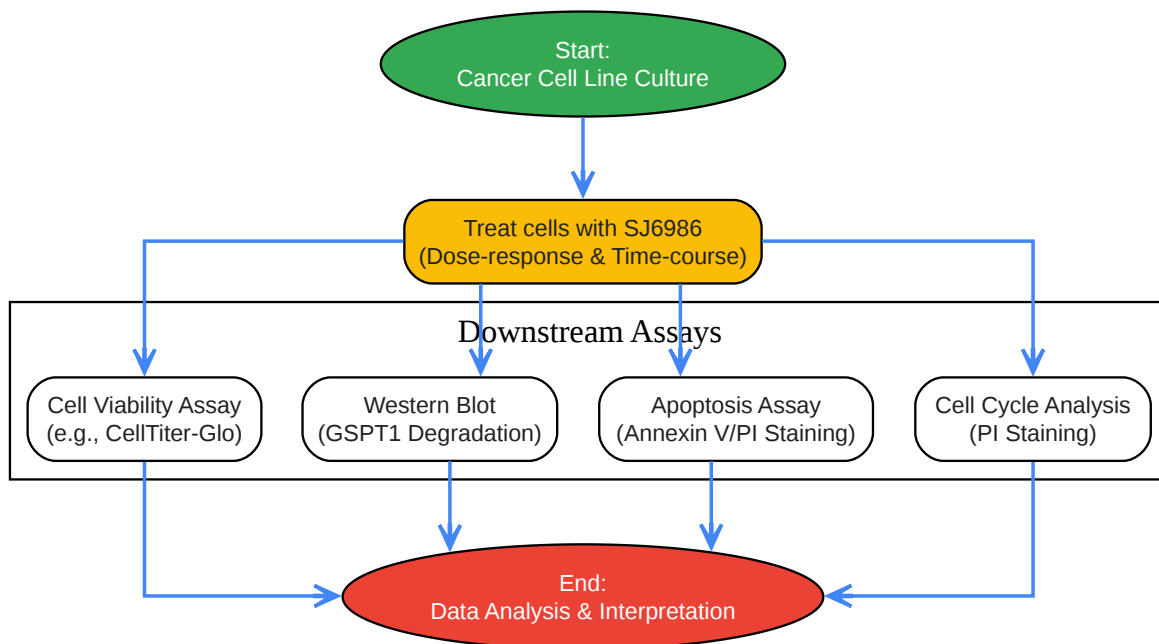 Start:
Cancer Cell Line Culture
Treat cells with SJ6986
(Dose-response & Time-course)
Downstream Assays
Cell Viability Assay
(e.g., CellTiter-Glo)
Western Blot
(GSPT1 Degradation)
Apoptosis Assay
(Annexin V/PI Staining)
Cell Cycle Analysis
(PI Staining)
End:
Data Analysis & Interpretation